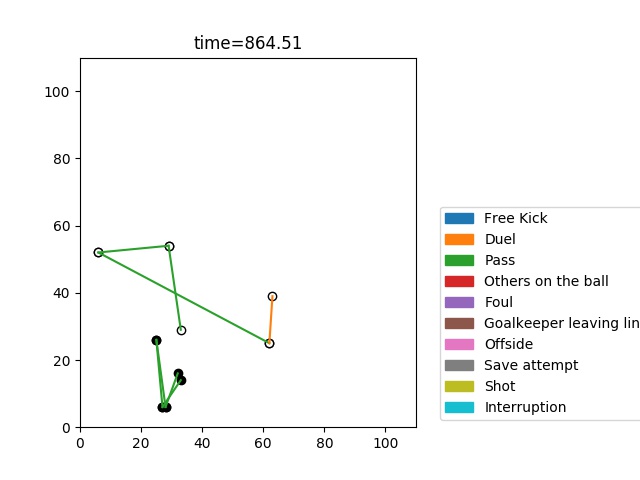 time=864.51
100
80
60
40
20
0
0 20 40 60 80 100
Free Kick
Duel
Pass
Others on the ball
Foul
Goalkeeper leaving lin
Offside
Save attempt
Shot
Interruption